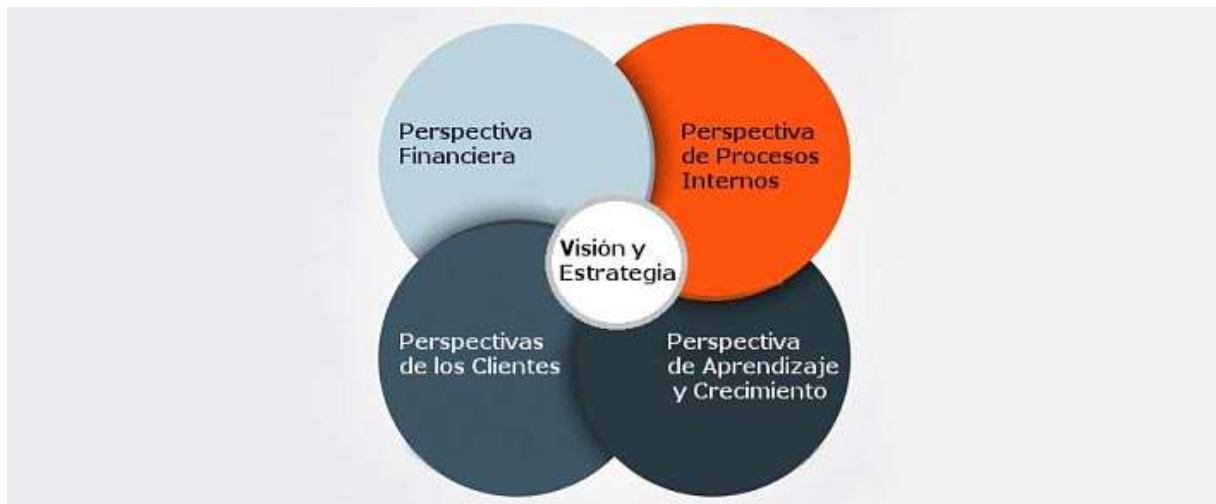 Perspectiva
Financiera
Perspectiva
de Procesos
Internos
Visión y
Estrategia
Perspectivas
de los Clientes
Perspectiva
de Aprendizaje
y Crecimiento